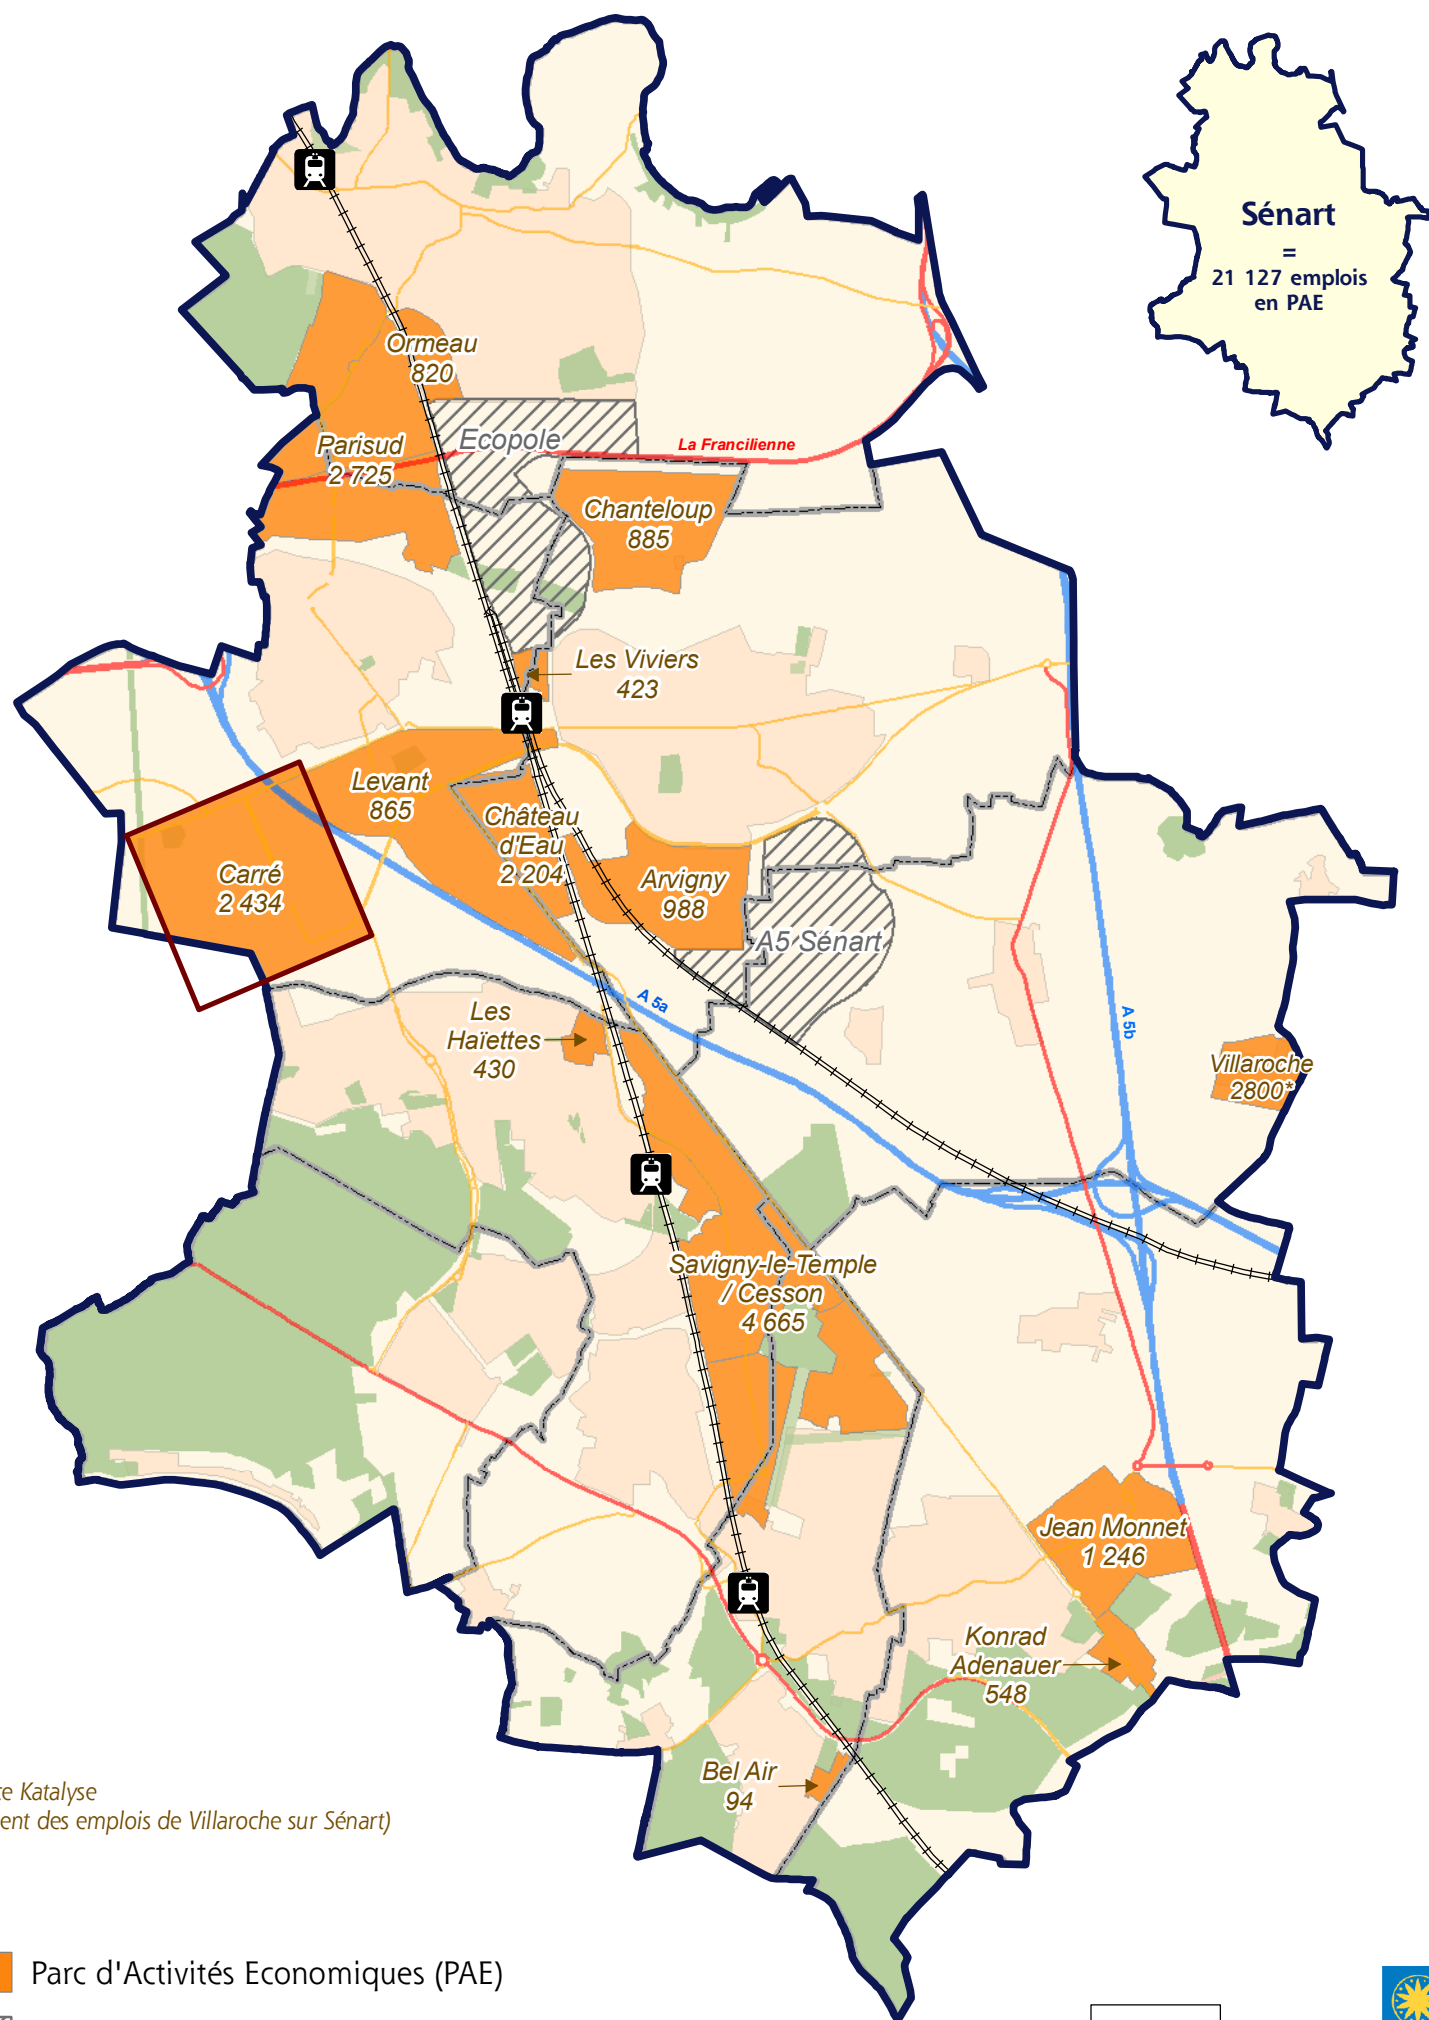 Sénart
=
21 127 emplois
en PAE
Ormeau
820
Parisud
2 725
Ecopole
La Francilienne
Chanteloup
885
Les Viviers
423
Levant
865
Château
d'Eau
2 204
Carré
2 434
Arvigny
988
A5 Sénart
A 5a
A 5b
Les
Haïettes
430
Villaroche
2800*
Savigny-le-Temple
/ Cesson
4 665
Jean Monnet
1 246
Konrad
Adenauer
548
Bel Air
94
Katalyse
des emplois de Villaroche sur Sénart)
Parc d'Activités Economiques (PAE)